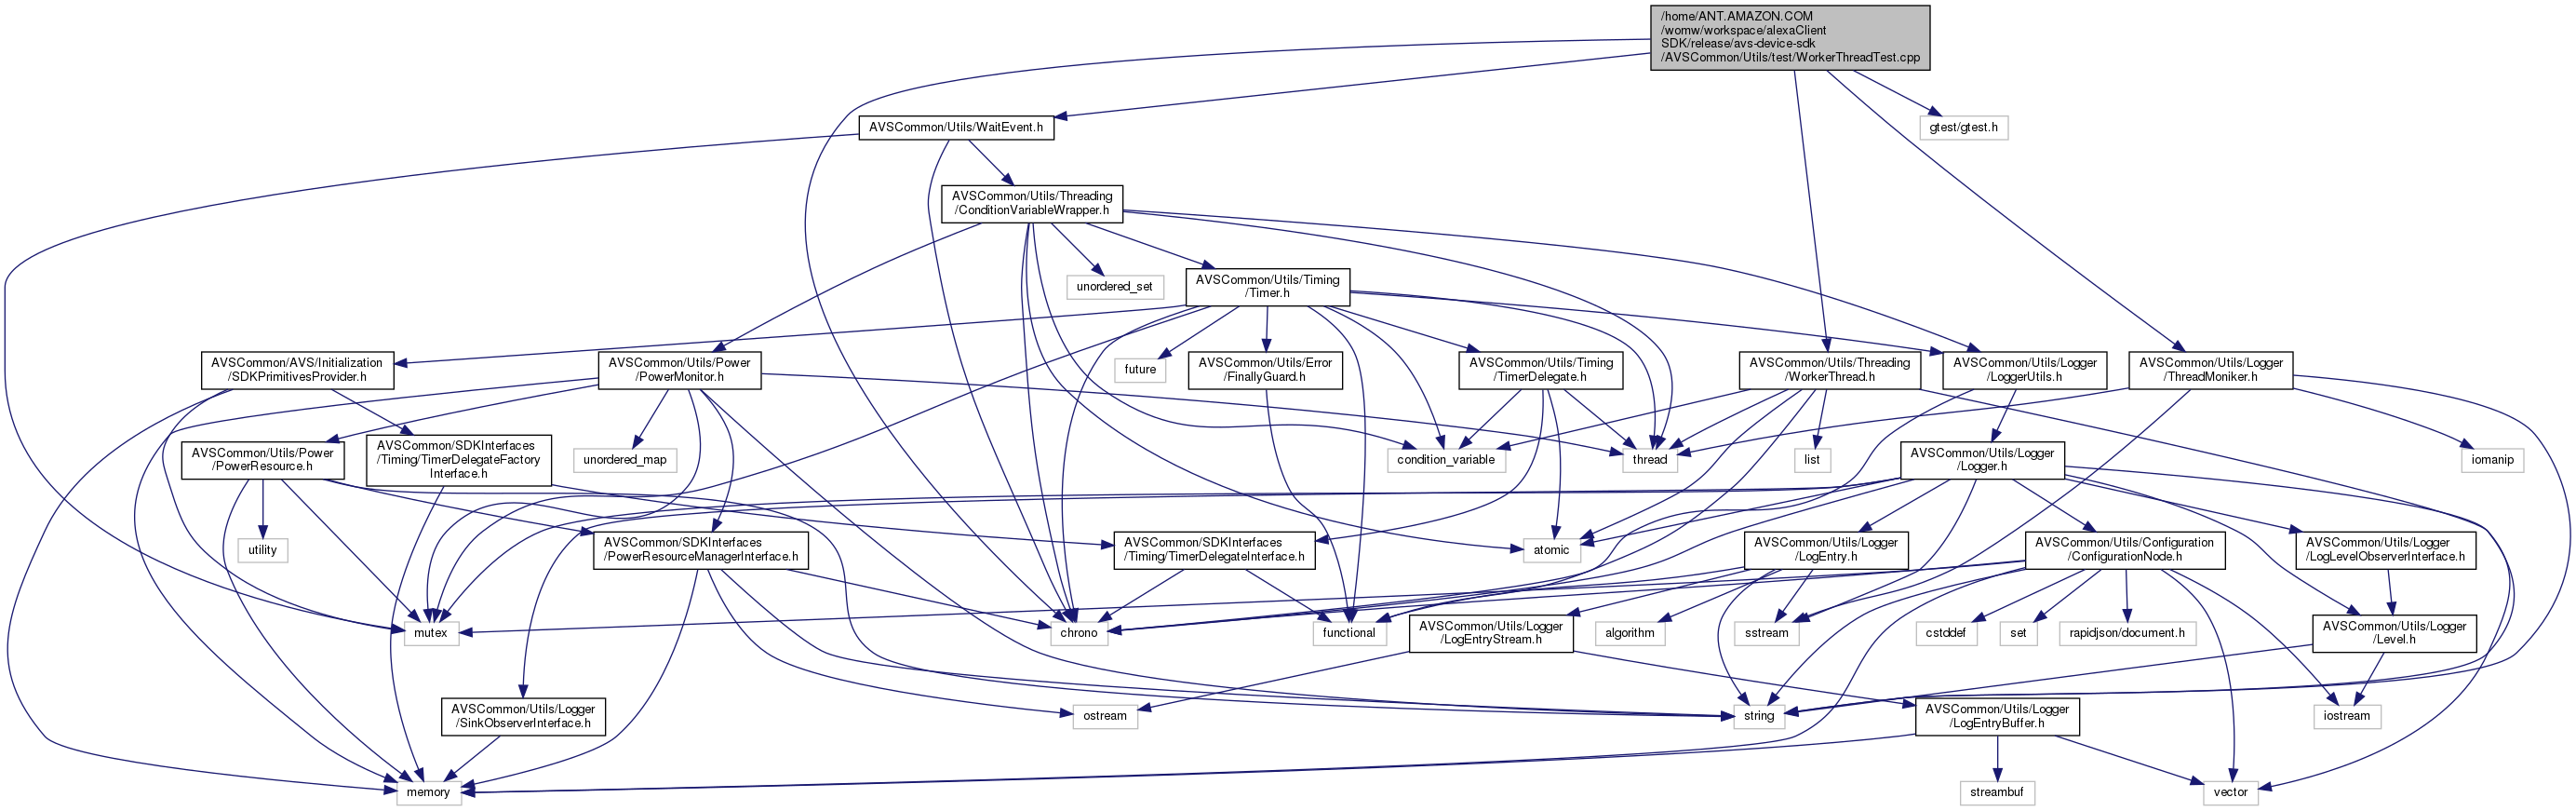 /home/ANT.AMAZON.COM
/womw/workspace/alexaClient
SDK/release/avs-device-sdk
/AVSCommon/Utils/test/WorkerThreadTest.cpp
AVSCommon/Utils/WaitEvent.h
gtest/gtest.h
AVSCommon/Utils/Threading
/ConditionVariableWrapper.h
unordered_set
AVSCommon/Utils/Timing
/Timer.h
AVSCommon/AVS/Initialization
/SDKPrimitivesProvider.h
AVSCommon/Utils/Power
/PowerMonitor.h
future
AVSCommon/Utils/Error
/FinallyGuard.h
AVSCommon/Utils/Timing
/TimerDelegate.h
AVSCommon/Utils/Threading
/WorkerThread.h
AVSCommon/Utils/Logger
/LoggerUtils.h
AVSCommon/Utils/Logger
/ThreadMoniker.h
AVSCommon/Utils/Power
/PowerResource.h
AVSCommon/SDKInterfaces
/Timing/TimerDelegateFactory
Interface.h
unordered_map
condition_variable
thread
list
AVSCommon/Utils/Logger
/Logger.h
iomanip
utility
AVSCommon/SDKInterfaces
/PowerResourceManagerInterface.h
AVSCommon/SDKInterfaces
/Timing/TimerDelegateInterface.h
atomic
AVSCommon/Utils/Logger
/LogEntry.h
AVSCommon/Utils/Configuration
/ConfigurationNode.h
AVSCommon/Utils/Logger
/LogLevelObserverInterface.h
mutex
chrono
functional
AVSCommon/Utils/Logger
/LogEntryStream.h
algorithm
sstream
cstddef
set
rapidjson/document.h
AVSCommon/Utils/Logger
/Level.h
AVSCommon/Utils/Logger
/SinkObserverInterface.h
ostream
string
AVSCommon/Utils/Logger
/LogEntryBuffer.h
iostream
memory
streambuf
vector